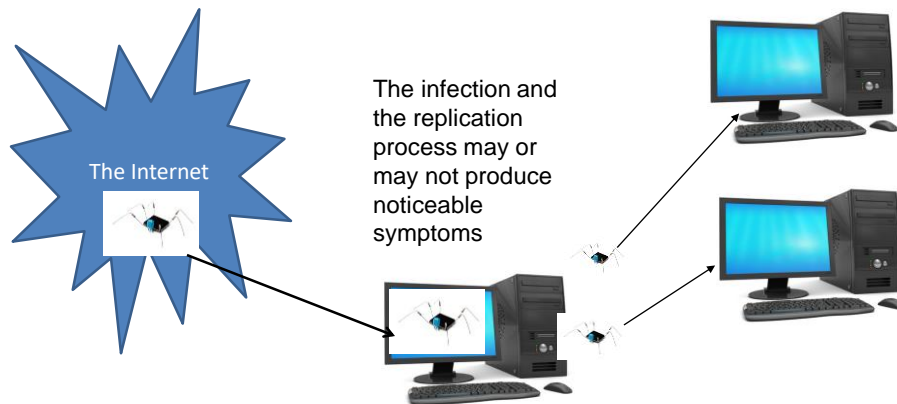 The Internet
The infection and
the replication
process may or
may not produce
noticeable
symptoms